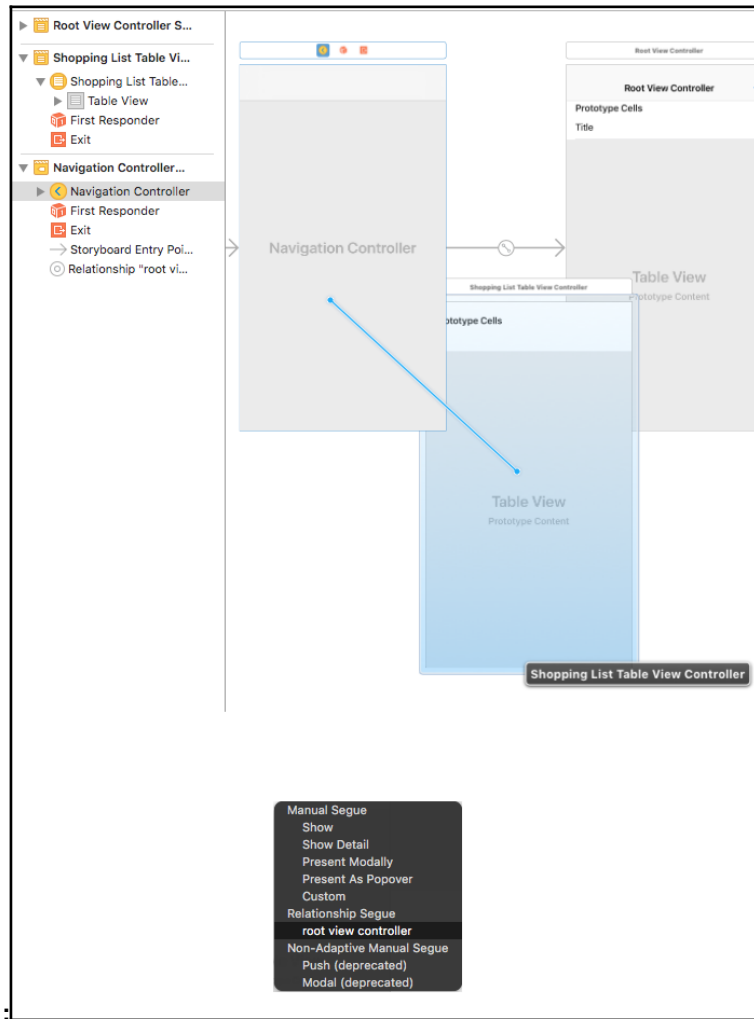 Root View Controller S...
Shopping List Table Vi...
Shopping List Table...
Table View
First Responder
Exit
Navigation Controller...
Navigation Controller
First Responder
Exit
Storyboard Entry Poi...
Relationship "root vi...
Root View Controller
Root View Controller
Prototype Cells
Title
Navigation Controller
Table View
Prototype Content
Shopping List Table View Controller
ototype Cells
Table View
Prototype Content
Shopping List Table View Controller
Manual Segue
Show
Show Detail
Present Modally
Present As Popover
Custom
Relationship Segue
root view controller
Non-Adaptive Manual Segue
Push (deprecated)
Modal (deprecated)
: